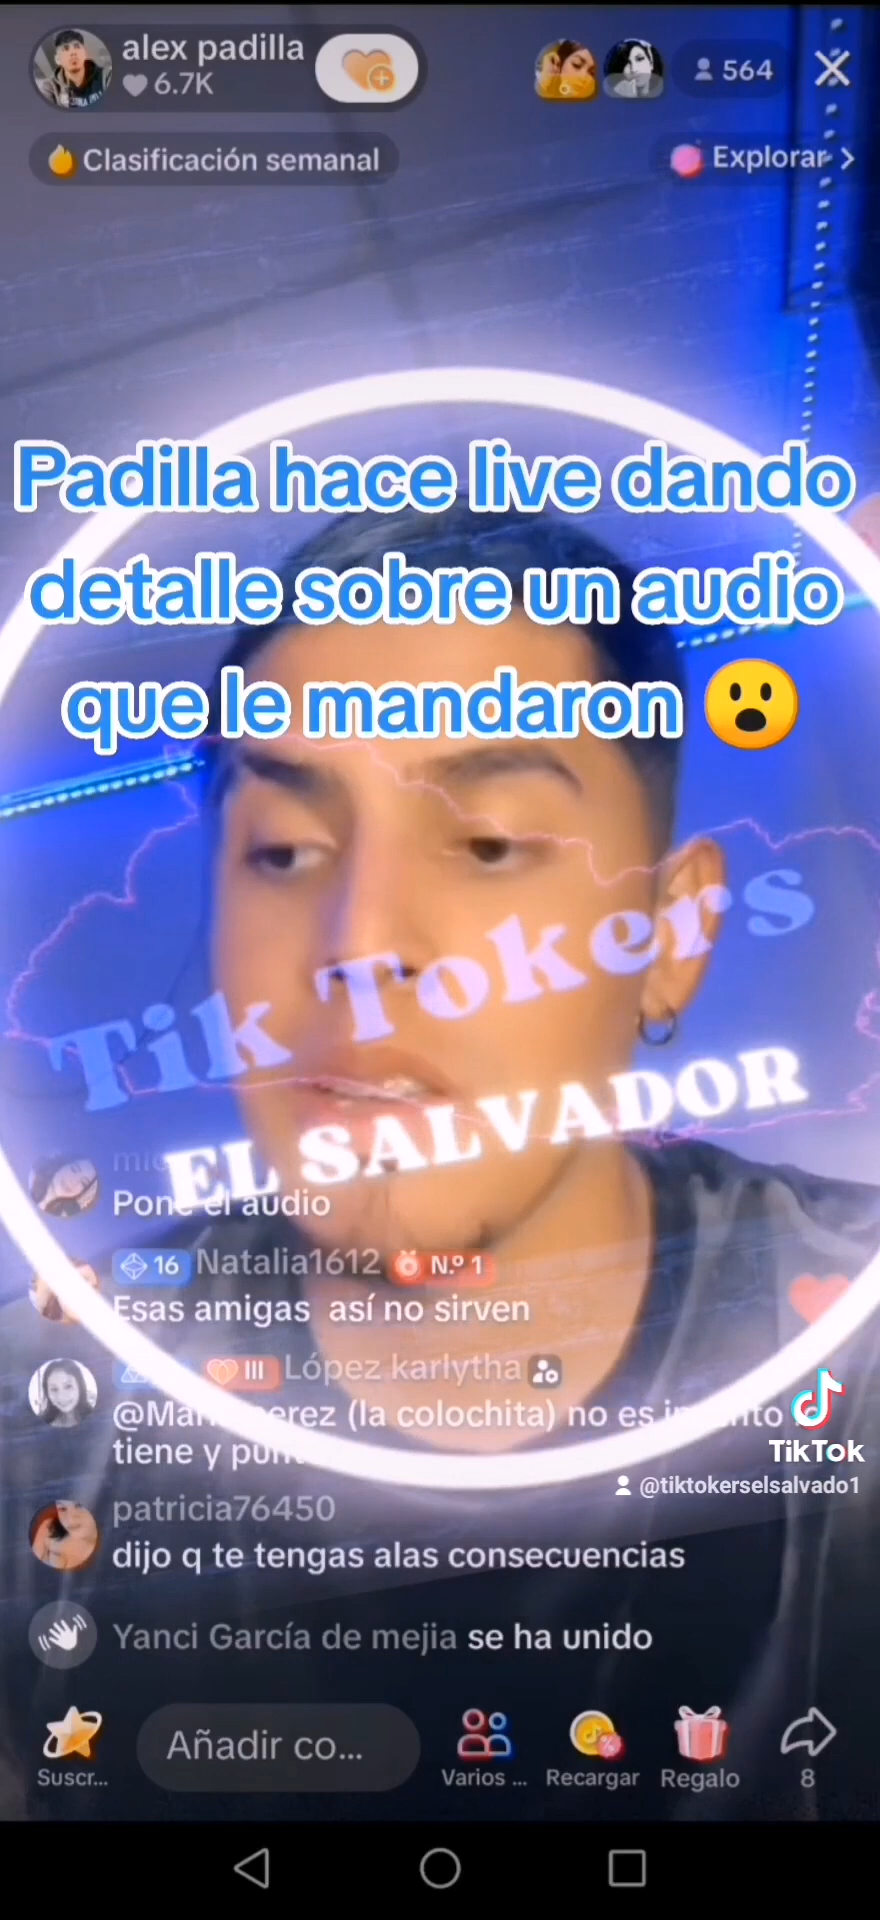 alex padilla
6.7K
564
Clasificación semanal
Explorar
Padilla hace live dando
detalle sobre un audio
que le mandaron
Tik Tokers
EL SALVADOR
Pone el audio
16 Natalia1612 N.º 1
Esas amigas así no sirven
III López karlytha
(la colochita) no es
tiene y
TikTok
@tiktokerselsalvado1
patricia76450
dijo q te tengas alas consecuencias
Yanci García de mejia se ha unido
Añadir co...
Suscr...
Varios ...
Recargar
Regalo
8